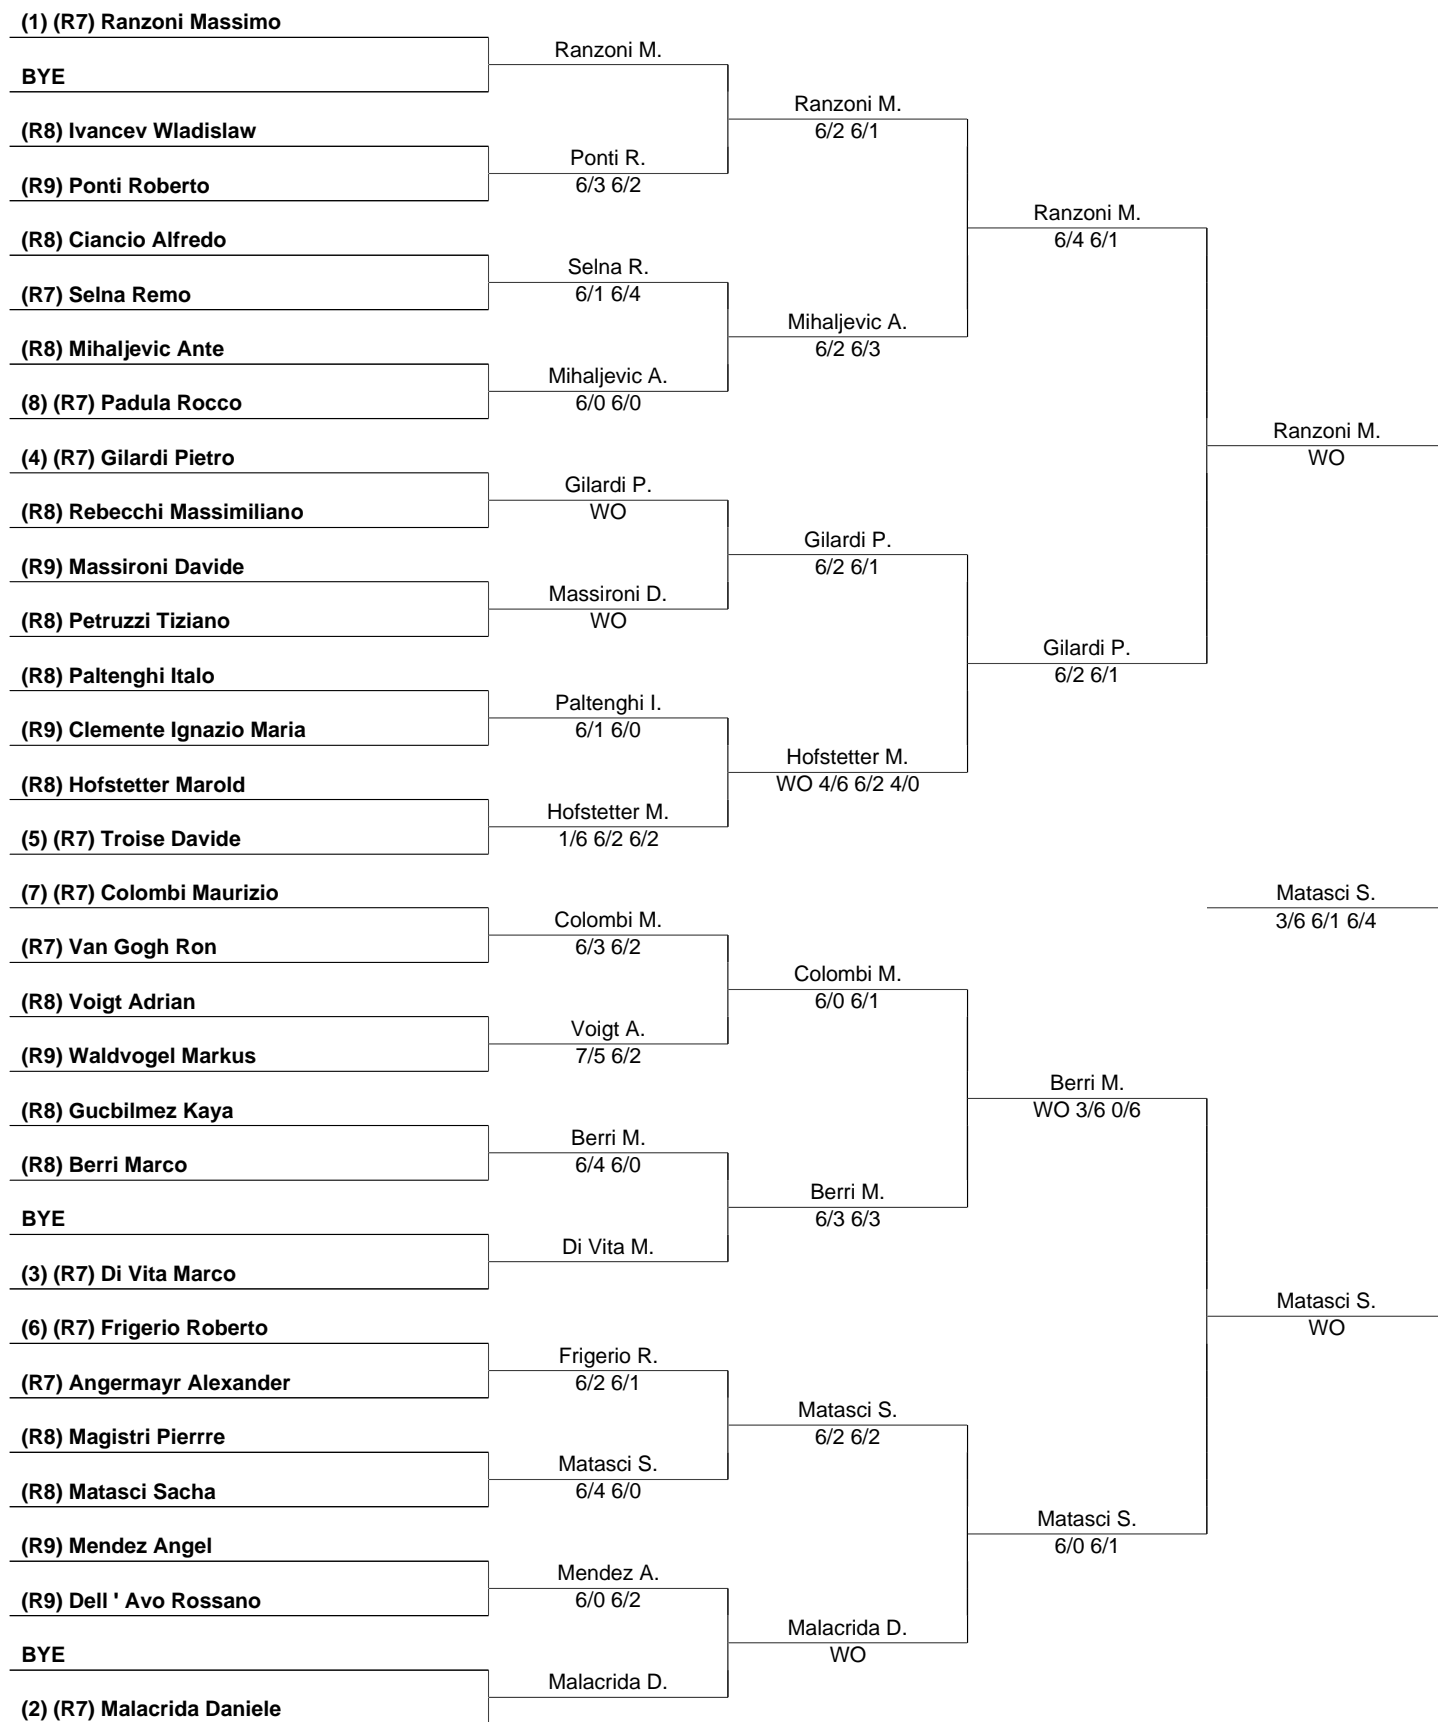 (1) (R7) Ranzoni Massimo
Ranzoni M.
BYE
Ranzoni M.
6/2 6/1
(R8) Ivancev Wladislaw
Ponti R.
6/3 6/2
(R9) Ponti Roberto
Ranzoni M.
6/4 6/1
(R8) Ciancio Alfredo
Selna R.
6/1 6/4
(R7) Selna Remo
Mihaljevic A.
6/2 6/3
(R8) Mihaljevic Ante
Mihaljevic A.
6/0 6/0
(8) (R7) Padula Rocco
Ranzoni M.
WO
(4) (R7) Gilardi Pietro
Gilardi P.
WO
(R8) Rebecchi Massimiliano
Gilardi P.
6/2 6/1
(R9) Massironi Davide
Massironi D.
WO
(R8) Petruzzi Tiziano
Gilardi P.
6/2 6/1
(R8) Paltenghi Italo
Paltenghi I.
6/1 6/0
(R9) Clemente Ignazio Maria
Hofstetter M.
WO 4/6 6/2 4/0
(R8) Hofstetter Marold
Hofstetter M.
1/6 6/2 6/2
(5) (R7) Troise Davide
(7) (R7) Colombi Maurizio
Matasci S.
3/6 6/1 6/4
Colombi M.
6/3 6/2
(R7) Van Gogh Ron
Colombi M.
6/0 6/1
(R8) Voigt Adrian
Voigt A.
7/5 6/2
(R9) Waldvogel Markus
Berri M.
WO 3/6 0/6
(R8) Gucbilmez Kaya
Berri M.
6/4 6/0
(R8) Berri Marco
Berri M.
6/3 6/3
BYE
Di Vita M.
(3) (R7) Di Vita Marco
Matasci S.
WO
(6) (R7) Frigerio Roberto
Frigerio R.
6/2 6/1
(R7) Angermayr Alexander
Matasci S.
6/2 6/2
(R8) Magistri Pierrre
Matasci S.
6/4 6/0
(R8) Matasci Sacha
Matasci S.
6/0 6/1
(R9) Mendez Angel
Mendez A.
6/0 6/2
(R9) Dell ' Avo Rossano
Malacrida D.
WO
BYE
Malacrida D.
(2) (R7) Malacrida Daniele